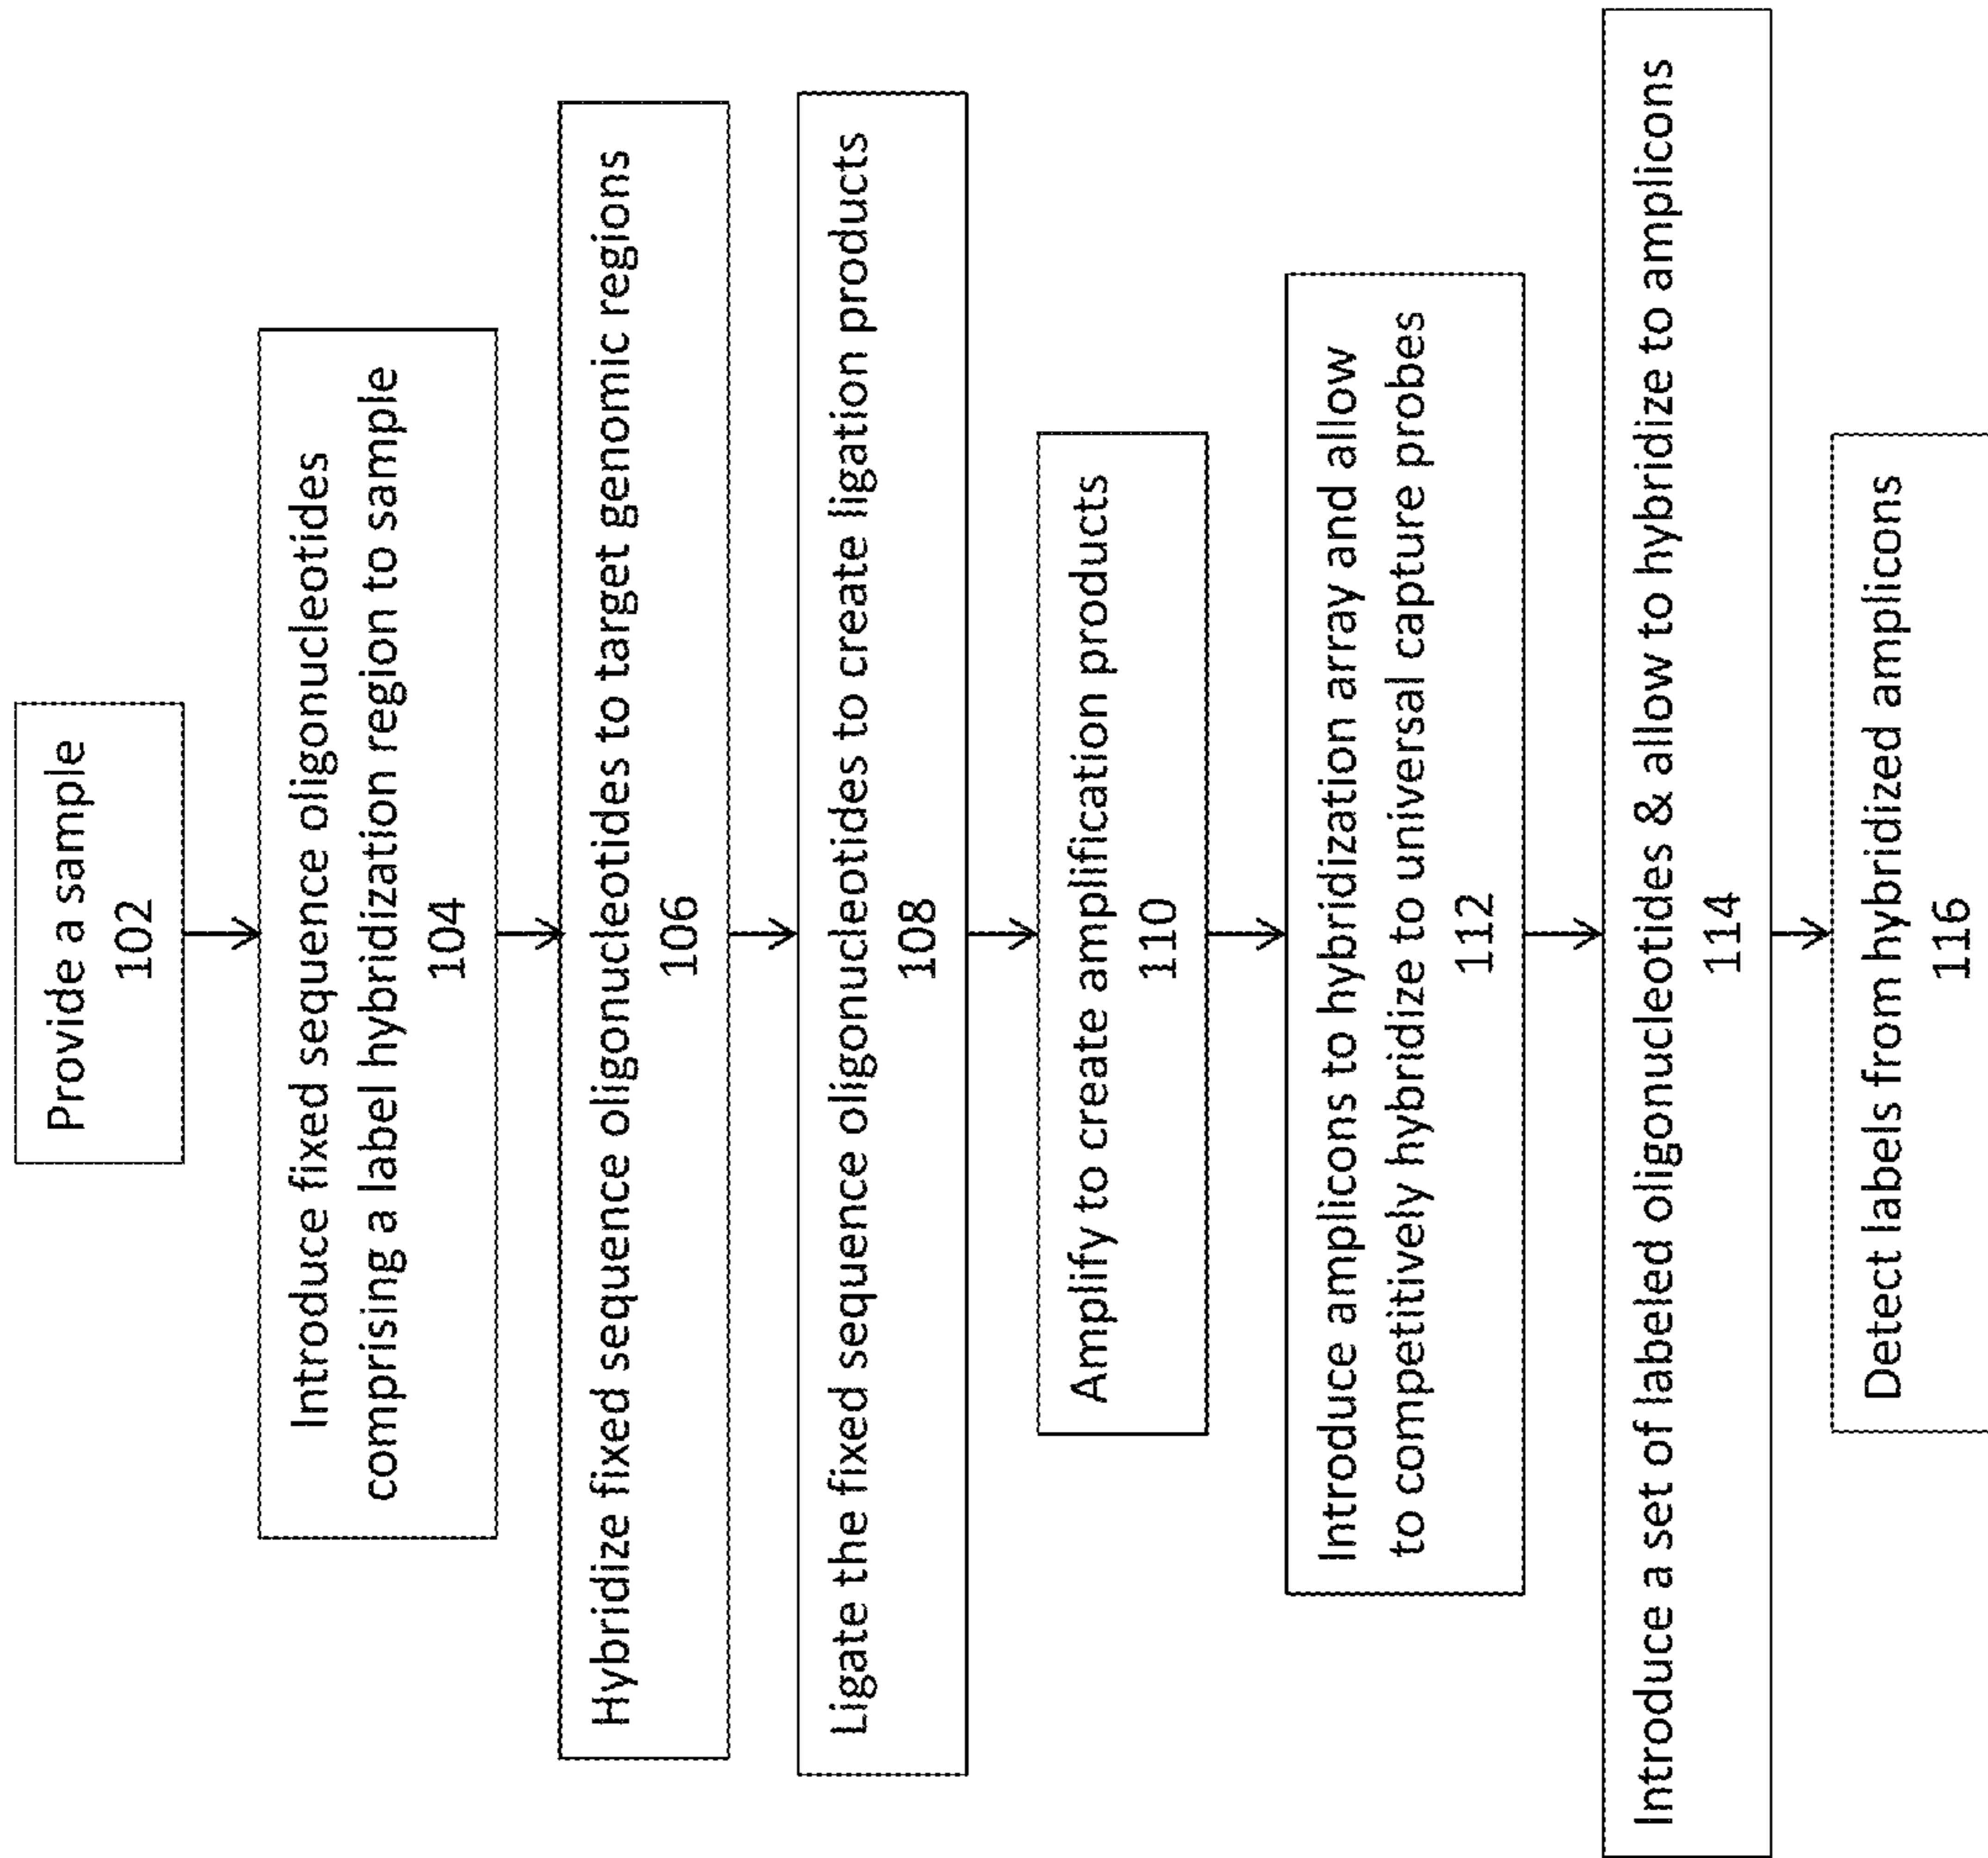 Provide a sample
102
Introduce fixed sequence oligonucleotides
comprising a label hybridization region to sample
104
Hybridize fixed sequence oligonucleotides to target genomic regions
106
Ligate the fixed sequence oligonucleotides to create ligation products
108
Amplify to create amplification products
110
Introduce amplicons to hybridization array and allow
to competitively hybridize to universal capture probes
112
Introduce a set of labeled oligonucleotides & allow to hybridize to amplicons
114
Detect labels from hybridized amplicons
116